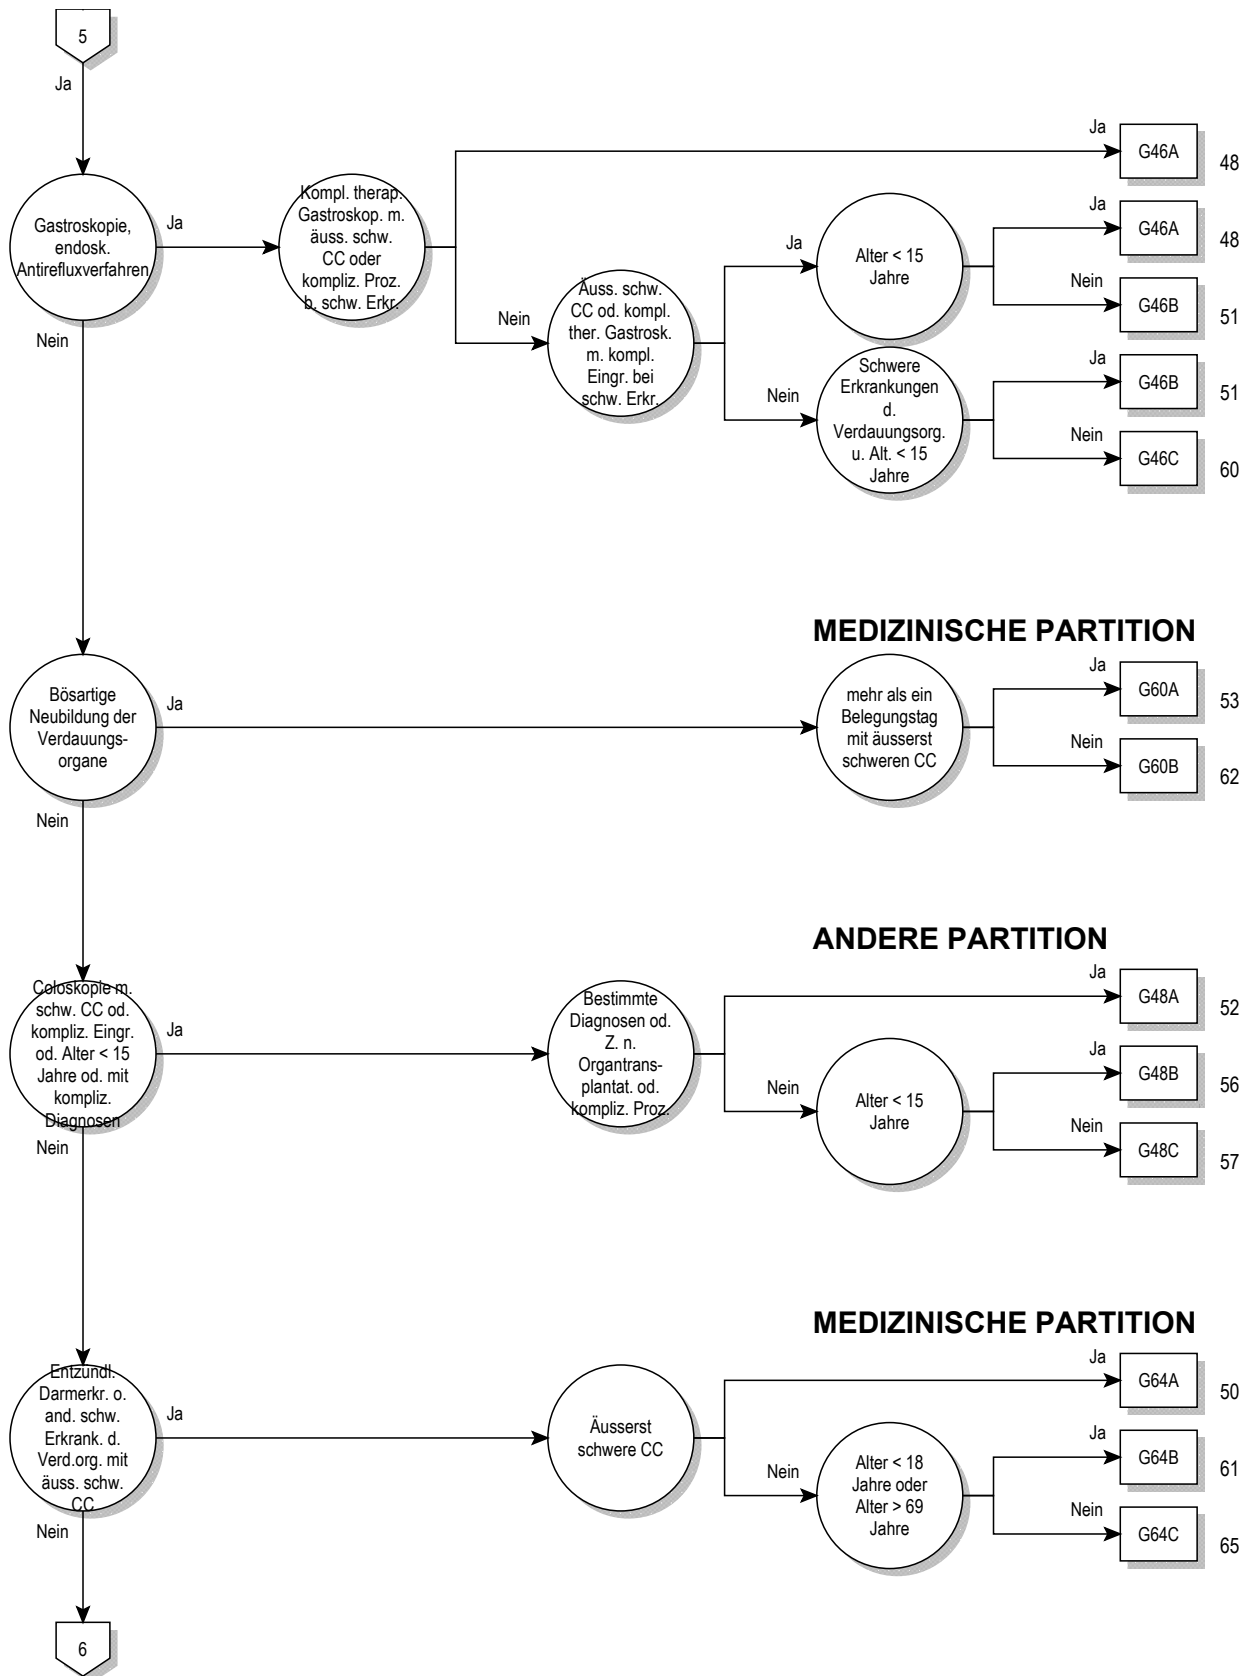 5
Ja
Gastroskopie,
endosk.
Antirefluxverfahren
Ja
Nein
Kompl. therap.
Gastroskop. m.
äuss. schw.
CC oder
kompliz. Proz.
b. schw. Erkr.
Ja
G46A
48
Nein
Äuss. schw.
CC od. kompl.
ther. Gastrosk.
m. kompl.
Eingr. bei
schw. Erkr.
Ja
Alter < 15
Jahre
Ja
G46A
48
Nein
G46B
51
Nein
Schwere
Erkrankungen
d.
Verdauungsorg.
u. Alt. < 15
Jahre
Ja
G46B
51
Nein
G46C
60
MEDIZINISCHE PARTITION
Bösartige
Neubildung der
Verdauungs-
organe
Ja
Nein
mehr als ein
Belegungstag
mit äusserst
schweren CC
Ja
G60A
53
Nein
G60B
62
ANDERE PARTITION
Coloskopie m.
schw. CC od.
kompliz. Eingr.
od. Alter < 15
Jahre od. mit
kompliz.
Diagnosen
Ja
Nein
Bestimmte
Diagnosen od.
Z. n.
Organtrans-
plantat. od.
kompliz. Proz.
Ja
G48A
52
Nein
Alter < 15
Jahre
Ja
G48B
56
Nein
G48C
57
MEDIZINISCHE PARTITION
Entzündl.
Darmerkr. o.
and. schw.
Erkrank. d.
Verd.org. mit
äuss. schw.
CC
Ja
Nein
Äusserst
schwere CC
Ja
G64A
50
Nein
Alter < 18
Jahre oder
Alter > 69
Jahre
Ja
G64B
61
Nein
G64C
65
6